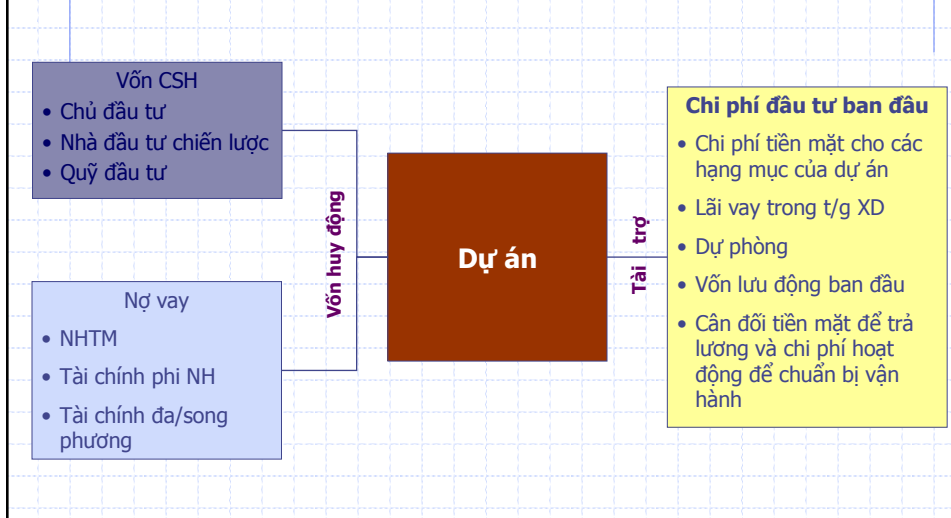 Vốn CSH
• Chủ đầu tư
• Nhà đầu tư chiến lược
• Quỹ đầu tư
Nợ vay
• NHTM
• Tài chính phi NH
• Tài chính đa/song
phương
Vốn huy động
Dự án
Tài trợ
Chi phí đầu tư ban đầu
• Chi phí tiền mặt cho các
hạng mục của dự án
• Lãi vay trong t/g XD
• Dự phòng
• Vốn lưu động ban đầu
• Cân đối tiền mặt để trả
lương và chi phí hoạt
động để chuẩn bị vận
hành